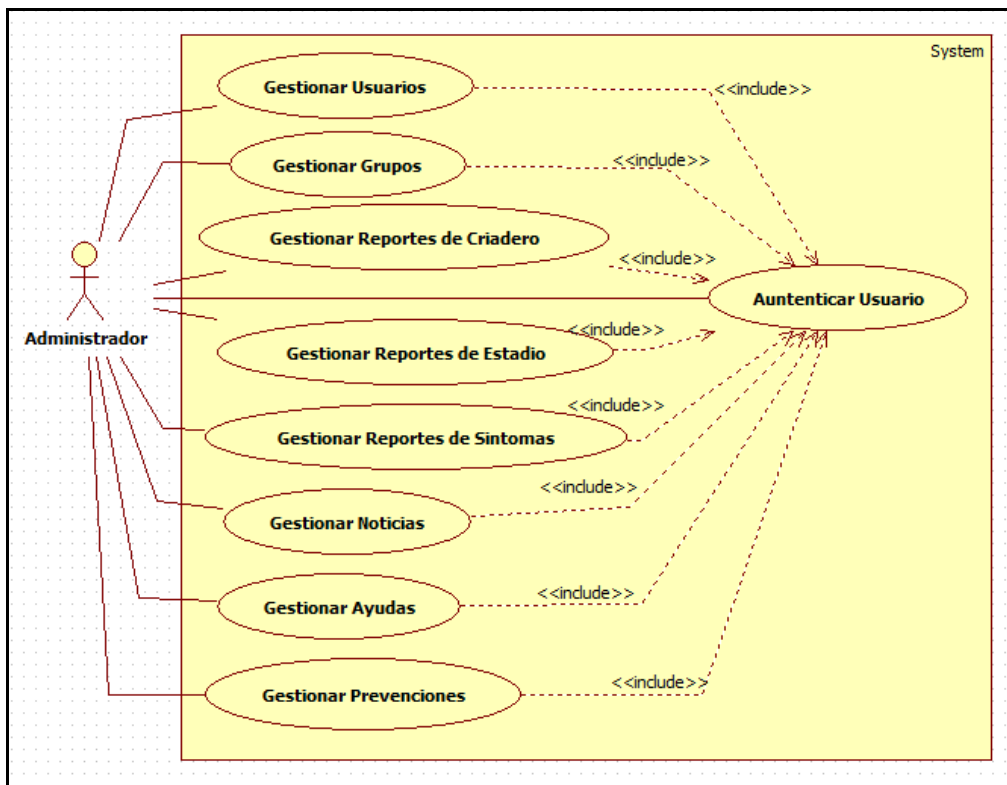 System
Gestionar Usuarios
<<include>>
Gestionar Grupos
<<include>>
Gestionar Reportes de Criadero
<<include>>
Auntenticar Usuario
Administrador
Gestionar Reportes de Estadio
<<include>>
Gestionar Reportes de Sintomas
<<include>>
Gestionar Noticias
<<include>>
Gestionar Ayudas
<<include>>
Gestionar Prevenciones
<<include>>